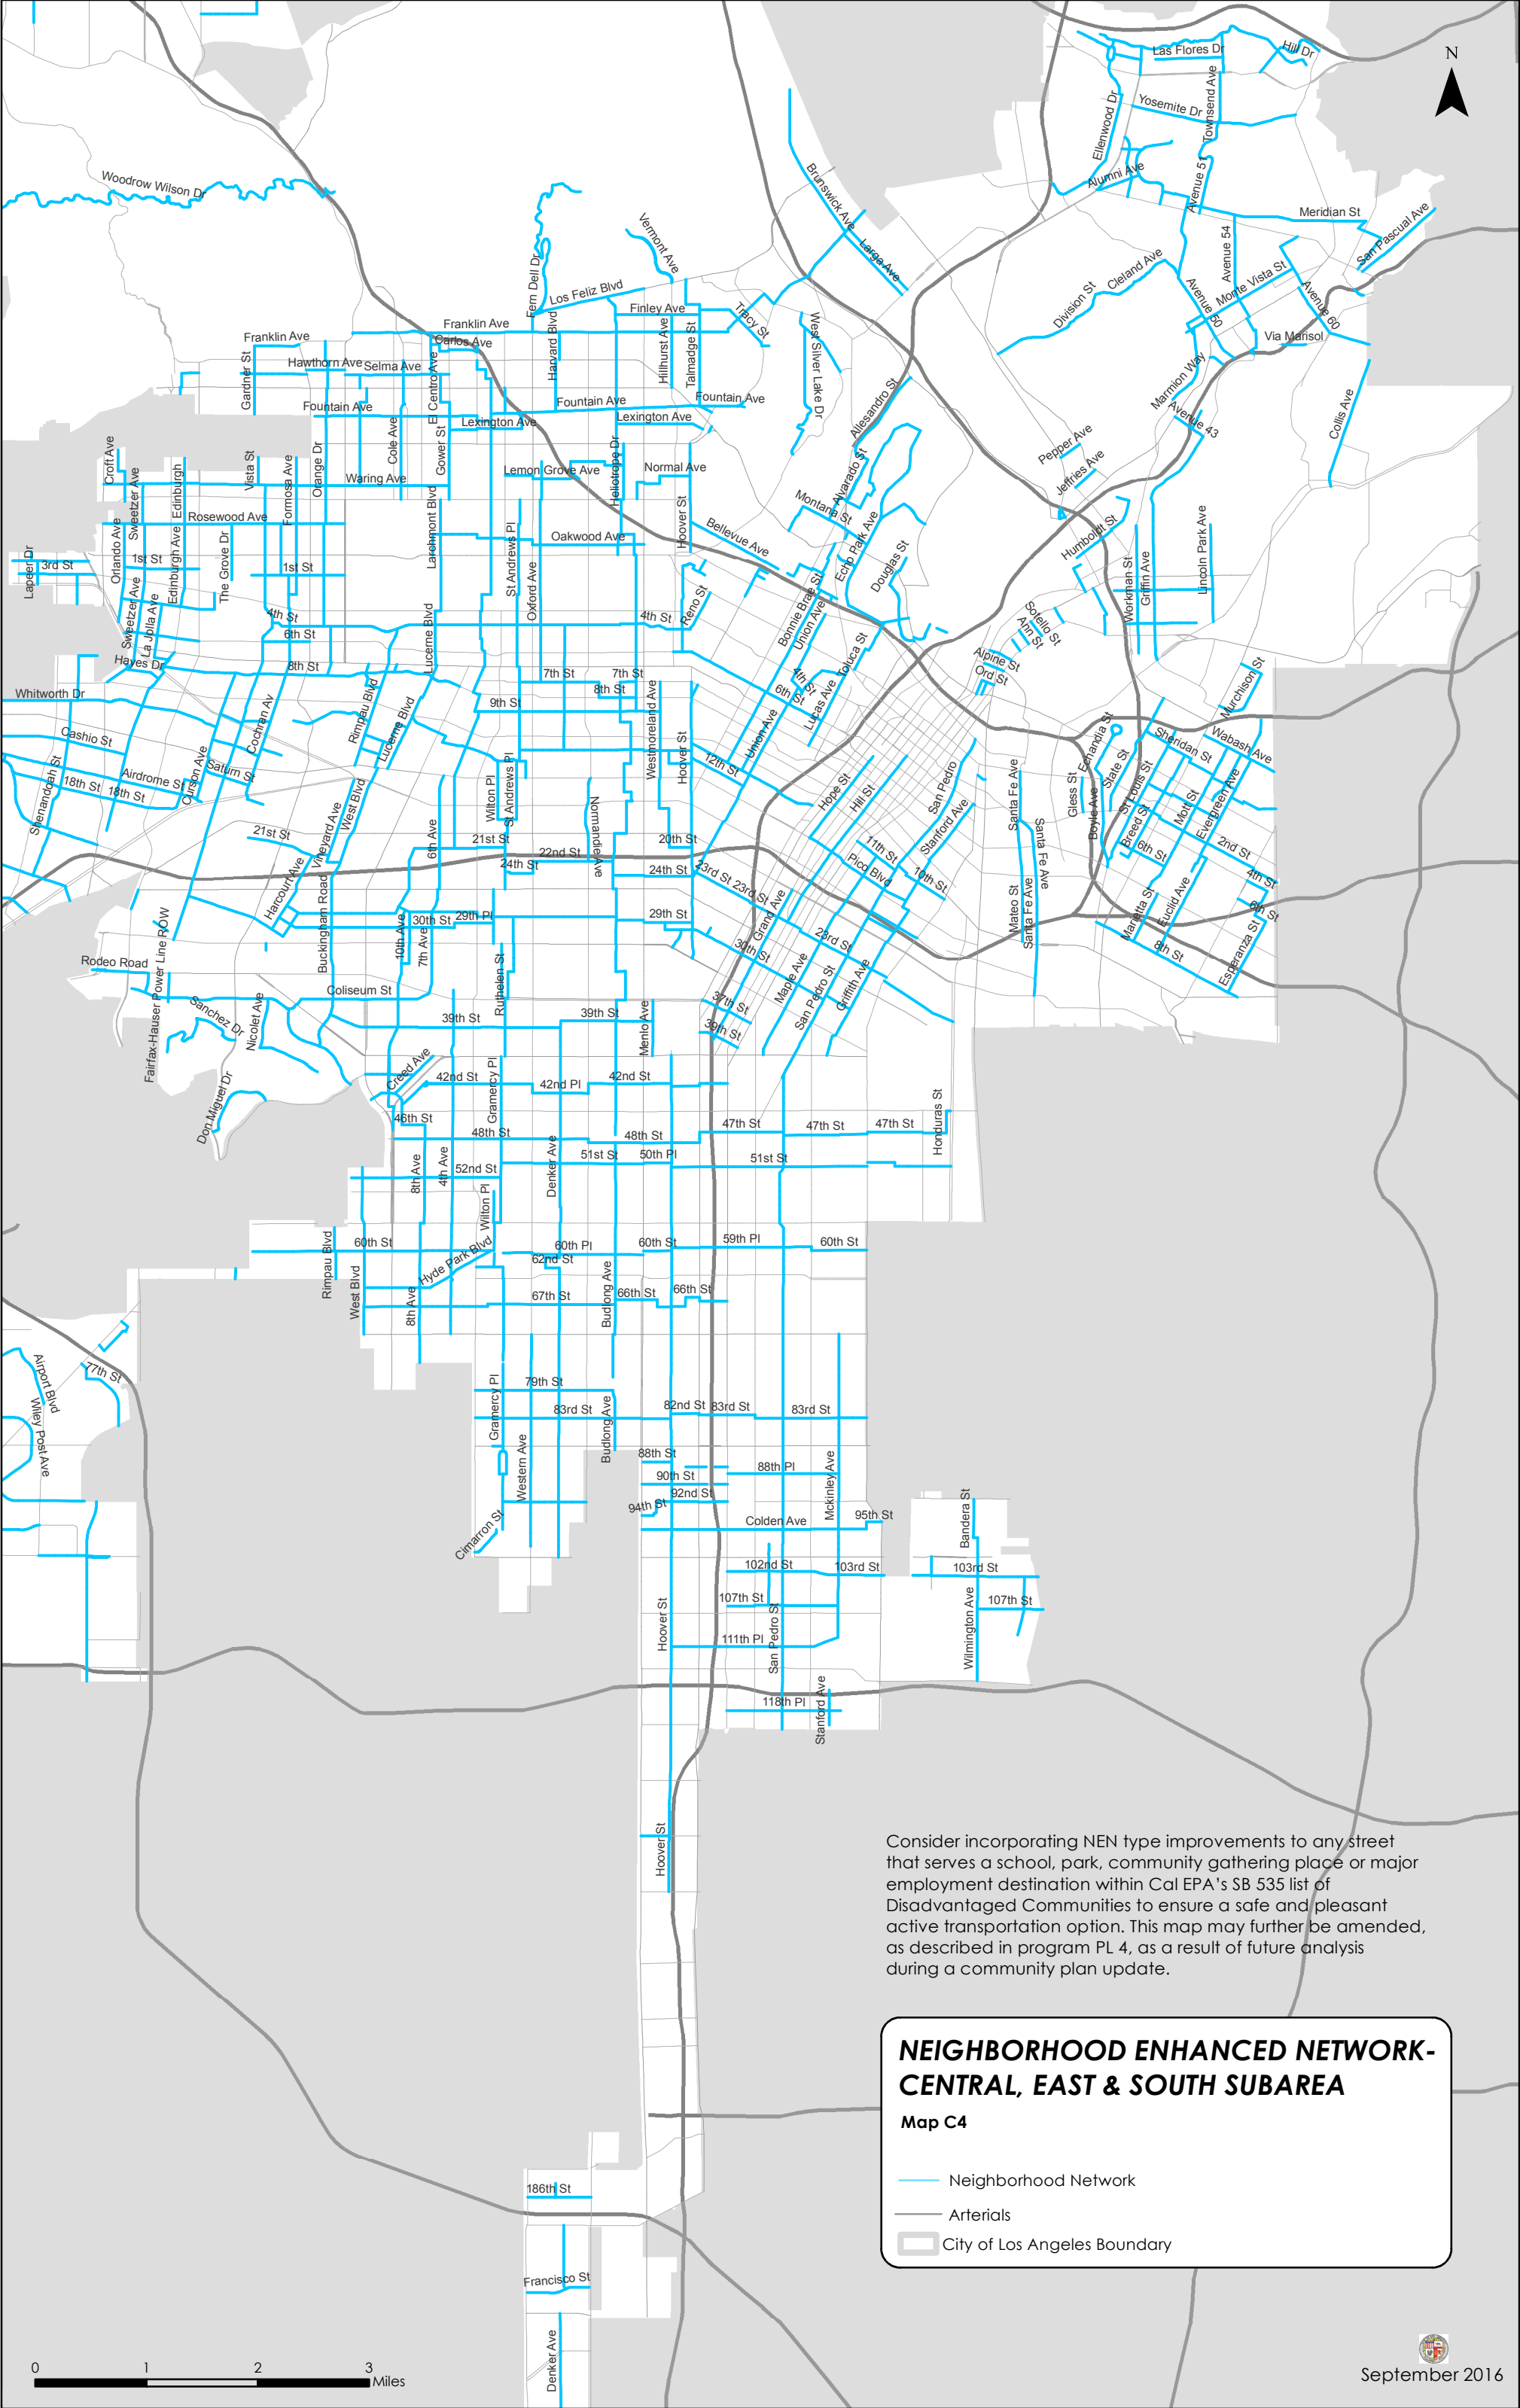 Las Flores Dr
Hill Dr
N
Yosemite Dr
Townsend Ave
Ellenwood Dr
Alumni Ave
Avenue 51
Woodrow Wilson Dr
Brunswick Ave
Larga Ave
Meridian St
San Pascual Ave
Vermont Ave
Avenue 54
Cleland Ave
Division St
Monte Vista St
Avenue 50
Avenue 60
Via Marisol
Fern Dell Dr
Los Feliz Blvd
Finley Ave
Tracy St
West Silver Lake Dr
Franklin Ave
Franklin Ave
Carlos Ave
Harvard Blvd
Hillhurst Ave
Talmadge St
Gardner St
Hawthorn Ave
Selma Ave
El Centro Ave
Fountain Ave
Fountain Ave
Fountain Ave
Lexington Ave
Lexington Ave
Marmion Way
Avenue 43
Collis Ave
Allesandro St
Pepper Ave
Jeffries Ave
Croft Ave
Sweetzer Ave
Edinburgh
Vista St
Formosa Ave
Orange Dr
Cole Ave
Gower St
Waring Ave
Lemon Grove Ave
Heliotrope Dr
Normal Ave
Alvarado St
Montana St
Rosewood Ave
Larchmont Blvd
St Andrews Pl
Oakwood Ave
Hoover St
Bellevue Ave
Echo Park Ave
Douglas St
Humboldt St
Workman St
Griffin Ave
Lincoln Park Ave
Lapeer Dr
3rd St
Orlando Ave
1st St
Edinburgh Ave
The Grove Dr
1st St
Oxford Ave
Sweetzer Ave
La Jolla Ave
4th St
6th St
Lucerne Blvd
4th St
Reno St
Bonnie Brae St
Union Ave
Toluca St
Sotello St
Ann St
Alpine St
Ord St
Hayes Dr
8th St
7th St
7th St
8th St
4th St
6th St
Lucas Ave
Murchison St
Whitworth Dr
9th St
Rimpau Blvd
Lucerne Blvd
Cochran Av
Westmoreland Ave
Hoover St
Union Ave
12th St
Cashio St
Echandia St
State St
Sheridan St
Wabash Ave
Shenandoah St
18th St
18th St
Airdrome St
Curson Ave
Saturn St
West Blvd
Wilton Pl
St Andrews Pl
Normandie Ave
Hope St
Hill St
San Pedro
Stanford Ave
Santa Fe Ave
Santa Fe Ave
Gless St
Boyle Ave
St Louis St
Breed St
Mott St
Evergreen Ave
21st St
Vineyard Ave
6th Ave
21st St
22nd St
24th St
20th St
24th St
23rd St
23rd St
11th St
Pico Blvd
10th St
6th St
2nd St
4th St
6th St
Harcourt Ave
Buckingham Road
10th Ave
7th Ave
30th St
29th Pl
29th St
Grand Ave
30th St
23rd St
Mateo St
Santa Fe Ave
Marietta St
Euclid Ave
8th St
Esperanza St
Rodeo Road
Fairfax-Hauser Power Line ROW
Sanchez Dr
Nicolet Ave
Coliseum St
Ruthelen St
39th St
39th St
Menlo Ave
37th St
39th St
Maple Ave
San Pedro St
Griffith Ave
Don Miguel Dr
Creed Ave
42nd St
Gramercy Pl
42nd Pl
42nd St
46th St
48th St
48th St
47th St
47th St
47th St
Honduras St
8th Ave
4th Ave
52nd St
Denker Ave
51st St
50th Pl
51st St
Wilton Pl
Rimpau Blvd
60th St
Hyde Park Blvd
60th Pl
62nd St
60th St
59th Pl
60th St
West Blvd
8th Ave
67th St
Budlong Ave
66th St
66th St
Airport Blvd
77th St
Wiley Post Ave
Gramercy Pl
79th St
83rd St
Budlong Ave
82nd St
83rd St
83rd St
Western Ave
88th St
90th St
88th Pl
92nd St
94th St
Mckinley Ave
Cimarron St
Colden Ave
95th St
Bandera St
102nd St
103rd St
103rd St
107th St
107th St
Hoover St
San Pedro St
111th Pl
Wilmington Ave
118th Pl
Stanford Ave
Hoover St
Consider incorporating NEN type improvements to any street
that serves a school, park, community gathering place or major
employment destination within Cal EPA's SB 535 list of
Disadvantaged Communities to ensure a safe and pleasant
active transportation option. This map may further be amended,
as described in program PL 4, as a result of future analysis
during a community plan update.
NEIGHBORHOOD ENHANCED NETWORK-
CENTRAL, EAST & SOUTH SUBAREA
Map C4
Neighborhood Network
Arterials
City of Los Angeles Boundary
186th St
Francisco St
Denker Ave
0 1 2 3
Miles
September 2016